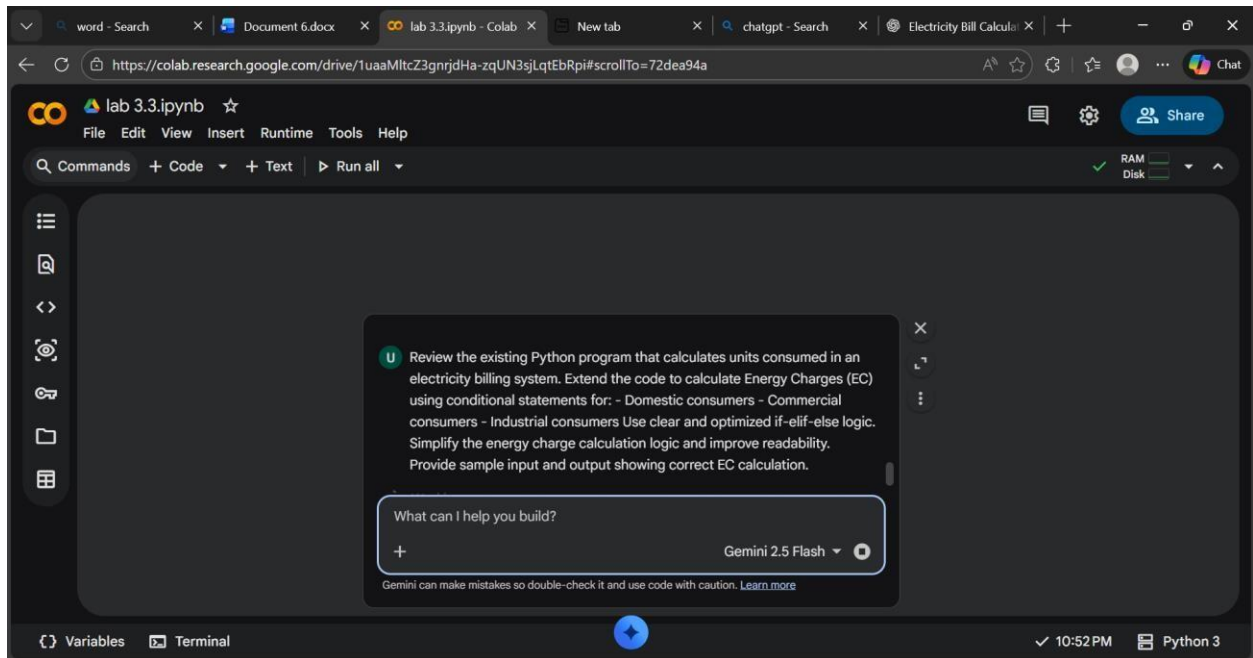 word - Search
Document 6.docx
lab 3.3.ipynb - Colab
New tab
chatgpt - Search
Electricity Bill Calculat
https://colab.research.google.com/drive/1uaaMltcZ3gnrjdHa-zqUN3sjLqtEbRpi#scrollTo=72dea94a
Chat
CO
lab 3.3.ipynb
File Edit View Insert Runtime Tools Help
Share
Commands + Code + Text Run all
RAM
Disk
U Review the existing Python program that calculates units consumed in an
electricity billing system. Extend the code to calculate Energy Charges (EC)
using conditional statements for: - Domestic consumers - Commercial
consumers - Industrial consumers Use clear and optimized if-elif-else logic.
Simplify the energy charge calculation logic and improve readability.
Provide sample input and output showing correct EC calculation.
What can I help you build?
+ Gemini 2.5 Flash
Gemini can make mistakes so double-check it and use code with caution. Learn more
{} Variables Terminal
10:52 PM Python 3